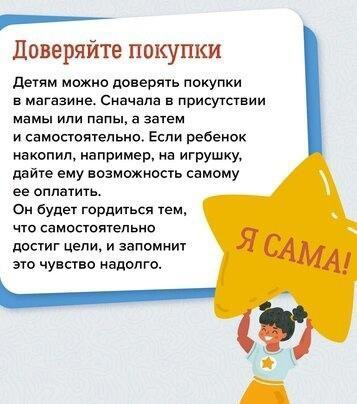 Доверяйте покупки
Детям можно доверять покупки
в магазине. Сначала в присутствии
мамы или папы, а затем
и самостоятельно. Если ребенок
накопил, например, на игрушку,
дайте ему возможность самому
ее оплатить.
Он будет гордиться тем,
что самостоятельно
достиг цели, и запомнит
это чувство надолго.
Я САМА!